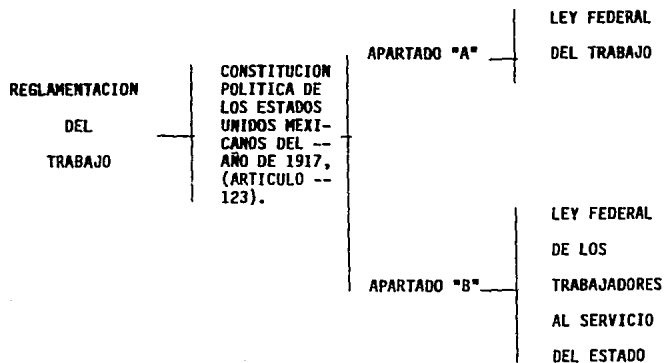 REGLAMENTACION
DEL
TRABAJO
CONSTITUCION
POLITICA DE
LOS ESTADOS
UNIDOS MEXI-
CANOS DEL --
AÑO DE 1917,
(ARTICULO --
123).
APARTADO "A"
LEY FEDERAL
DEL TRABAJO
APARTADO "B"
LEY FEDERAL
DE LOS
TRABAJADORES
AL SERVICIO
DEL ESTADO